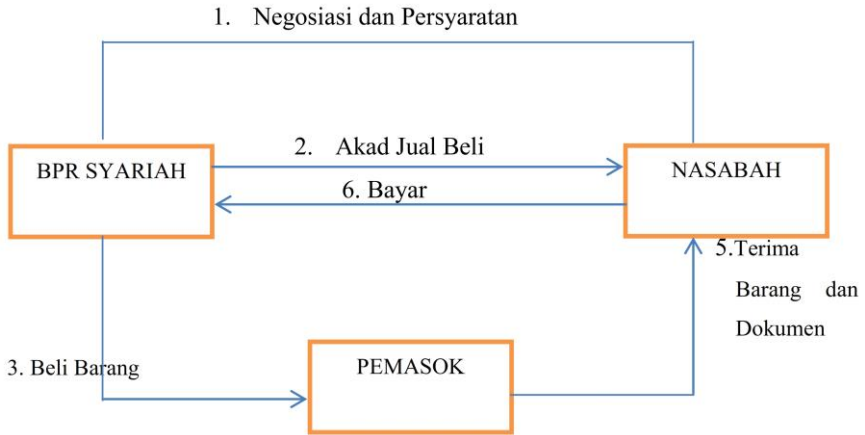 1. Negosiasi dan Persyaratan
2. Akad Jual Beli
BPR SYARIAH
NASABAH
6. Bayar
5.Terima
Barang dan
Dokumen
3. Beli Barang
PEMASOK